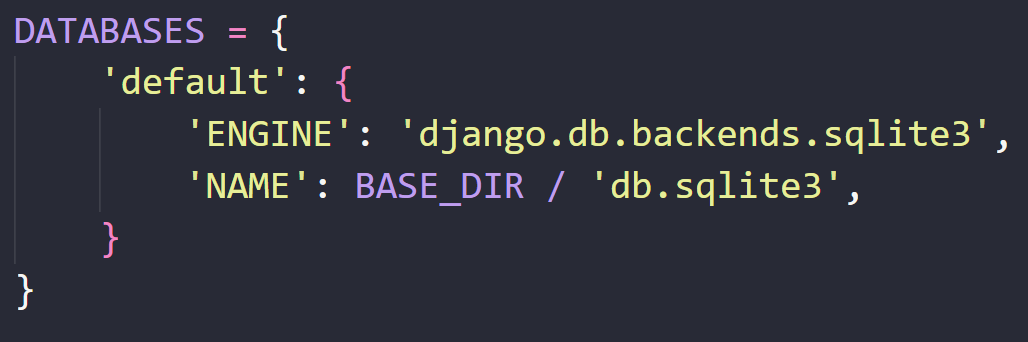 DATABASES = {
    'default': {
        'ENGINE': 'django.db.backends.sqlite3',
        'NAME': BASE_DIR / 'db.sqlite3',
    }
}